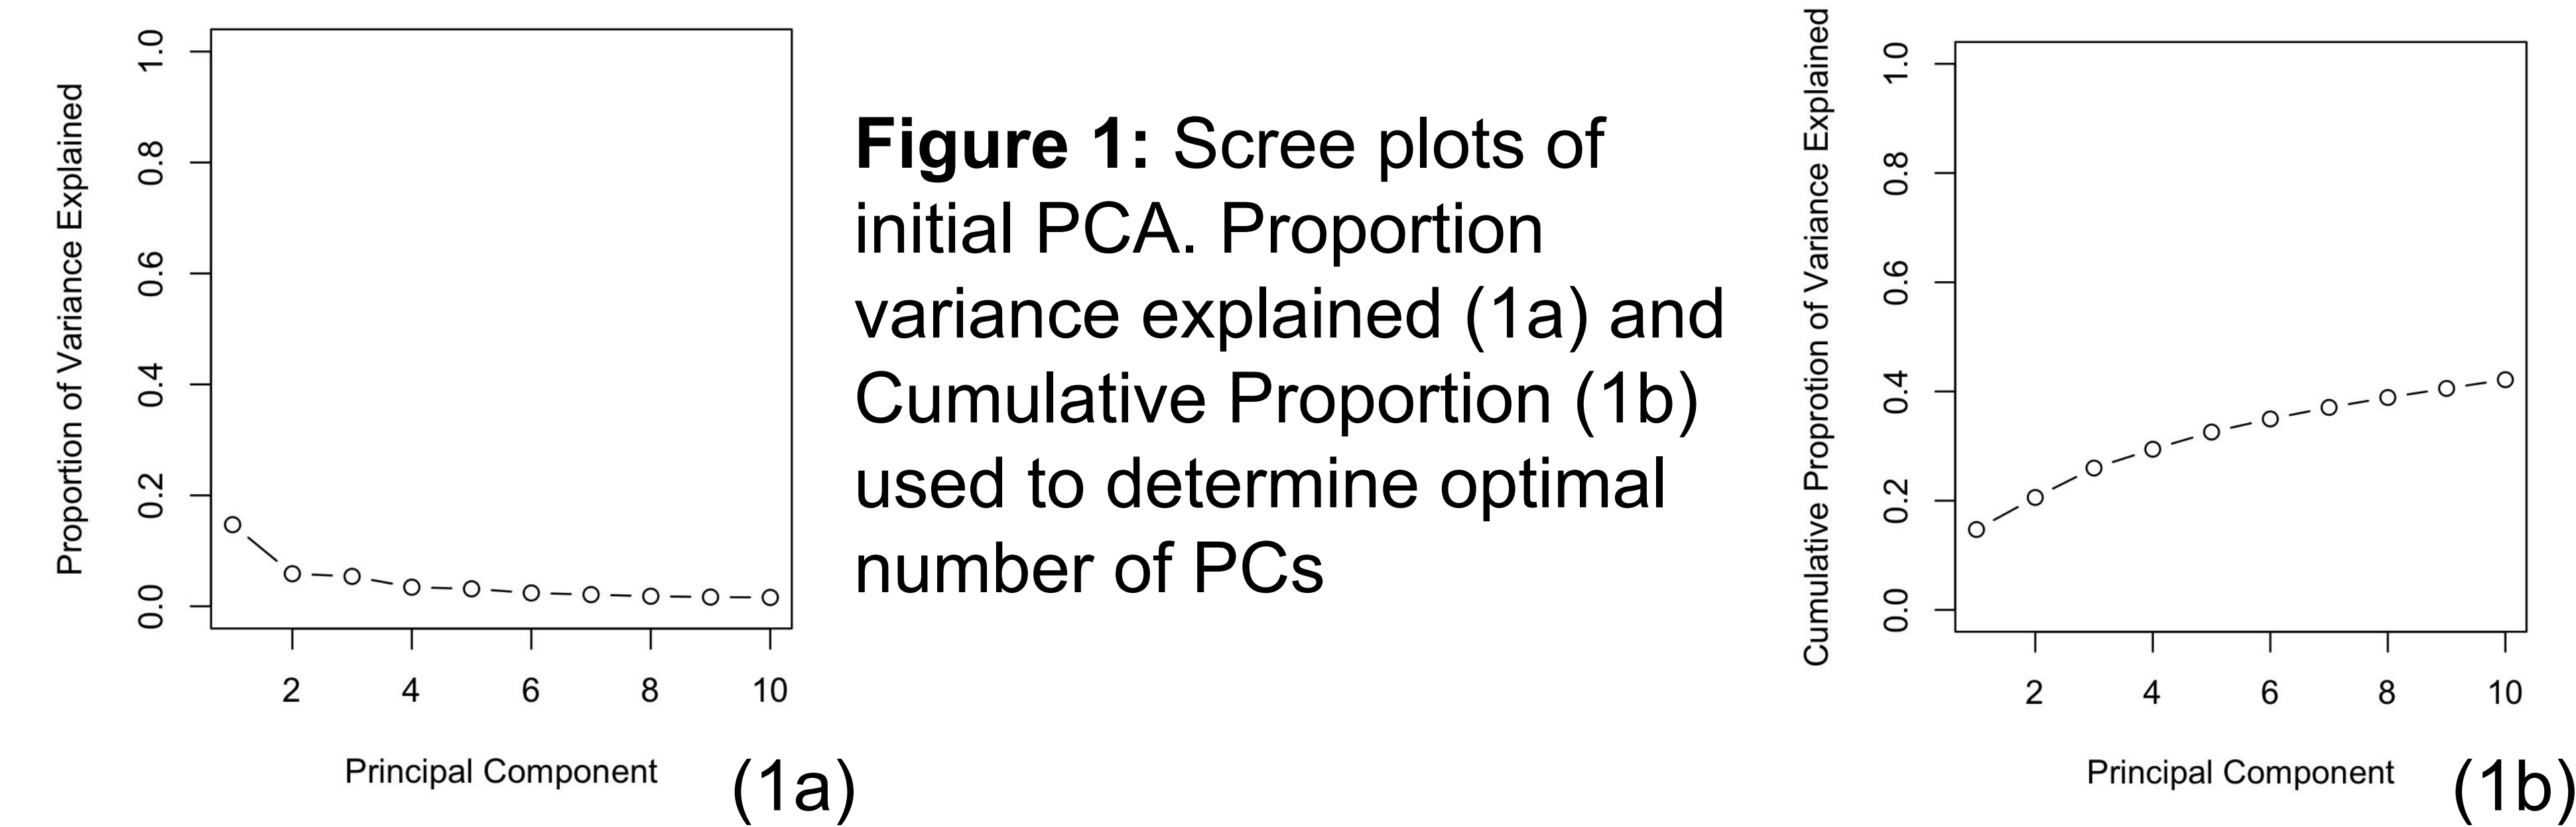 Proportion of Variance Explained
1.0
0.8
0.6
0.4
0.2
0.0
2 4 6 8 10
Principal Component
(1a)
Figure 1: Scree plots of
initial PCA. Proportion
variance explained (1a) and
Cumulative Proportion (1b)
used to determine optimal
number of PCs
Cumulative Proprotion of Variance Explained
1.0
0.8
0.6
0.4
0.2
0.0
2 4 6 8 10
Principal Component
(1b)